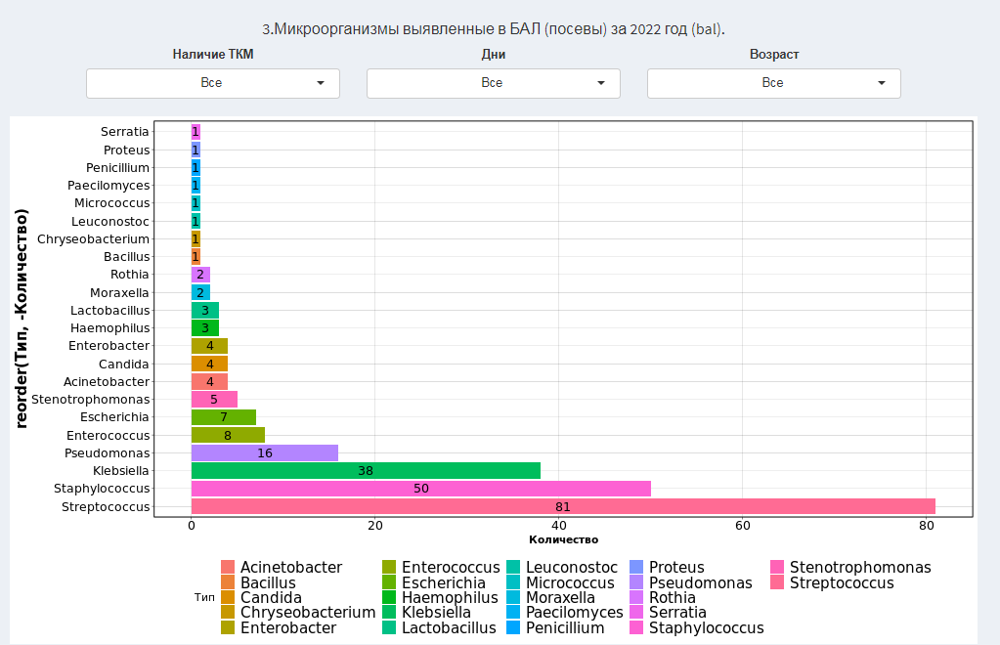 3.Микроорганизмы выявленные в БАЛ (посевы) за 2022 год (bal).
Наличие ТКМ Дни Возраст
Все Все Все
reorder(Тип, -Количество)
Serratia 1
Proteus 1
Penicillium 1
Paecilomyces 1
Micrococcus 1
Leuconostoc 1
Chryseobacterium 1
Bacillus 1
Rothia 2
Moraxella 2
Lactobacillus 3
Haemophilus 3
Enterobacter 4
Candida 4
Acinetobacter 4
Stenotrophomonas 5
Escherichia 7
Enterococcus 8
Pseudomonas 16
Klebsiella 38
Staphylococcus 50
Streptococcus 81
0 20 40 60 80
Количество
Тип
Acinetobacter Enterococcus Leuconostoc Proteus Stenotrophomonas
Bacillus Escherichia Micrococcus Pseudomonas Streptococcus
Candida Haemophilus Moraxella Rothia
Chryseobacterium Klebsiella Paecilomyces Serratia
Enterobacter Lactobacillus Penicillium Staphylococcus